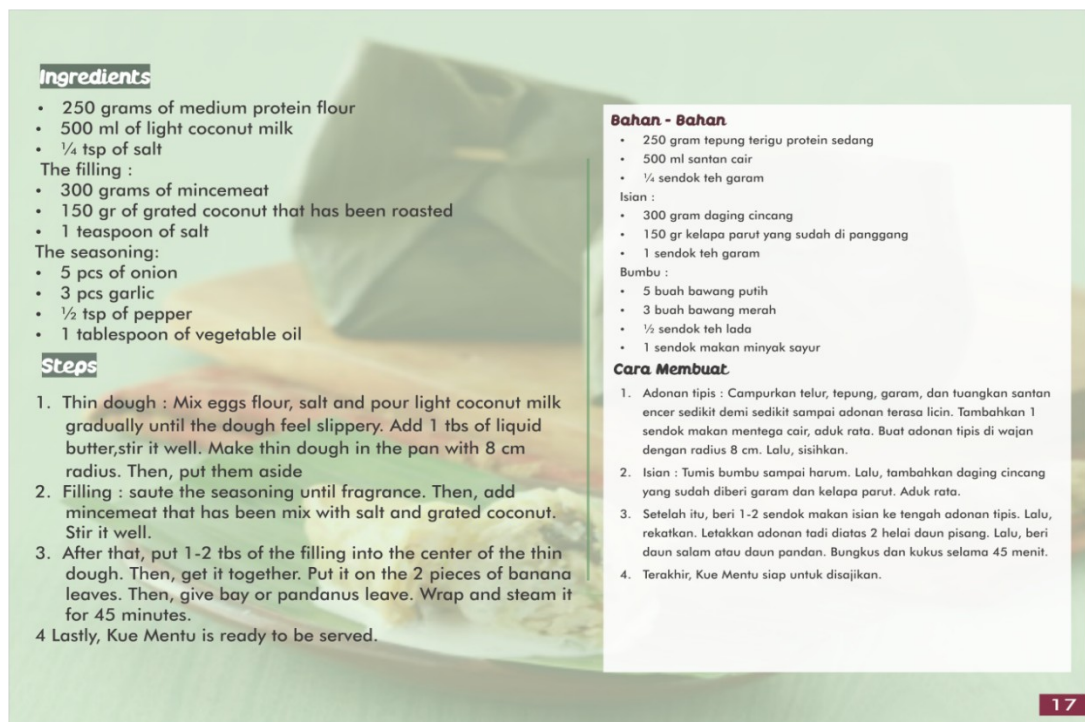 Ingredients
• 250 grams of medium protein flour
• 500 ml of light coconut milk
• ¼ tsp of salt
The filling :
• 300 grams of mincemeat
• 150 gr of grated coconut that has been roasted
• 1 teaspoon of salt
The seasoning:
• 5 pcs of onion
• 3 pcs garlic
• ½ tsp of pepper
• 1 tablespoon of vegetable oil
Steps
1. Thin dough : Mix eggs flour, salt and pour light coconut milk
gradually until the dough feel slippery. Add 1 tbs of liquid
butter,stir it well. Make thin dough in the pan with 8 cm
radius. Then, put them aside
2. Filling : saute the seasoning until fragrance. Then, add
mincemeat that has been mix with salt and grated coconut.
Stir it well.
3. After that, put 1-2 tbs of the filling into the center of the thin
dough. Then, get it together. Put it on the 2 pieces of banana
leaves. Then, give bay or pandanus leave. Wrap and steam it
for 45 minutes.
4 Lastly, Kue Mentu is ready to be served.
Bahan - Bahan
• 250 gram tepung terigu protein sedang
• 500 ml santan cair
• ¼ sendok teh garam
Isian :
• 300 gram daging cincang
• 150 gr kelapa parut yang sudah di panggang
• 1 sendok teh garam
Bumbu :
• 5 buah bawang putih
• 3 buah bawang merah
• ½ sendok teh lada
• 1 sendok makan minyak sayur
Cara Membuat
1. Adonan tipis : Campurkan telur, tepung, garam, dan tuangkan santan
encer sedikit demi sedikit sampai adonan terasa licin. Tambahkan 1
sendok makan mentega cair, aduk rata. Buat adonan tipis di wajan
dengan radius 8 cm. Lalu, sisihkan.
2. Isian : Tumis bumbu sampai harum. Lalu, tambahkan daging cincang
yang sudah diberi garam dan kelapa parut. Aduk rata.
3. Setelah itu, beri 1-2 sendok makan isian ke tengah adonan tipis. Lalu,
rekatkan. Letakkan adonan tadi diatas 2 helai daun pisang. Lalu, beri
daun salam atau daun pandan. Bungkus dan kukus selama 45 menit.
4. Terakhir, Kue Mentu siap untuk disajikan.
17